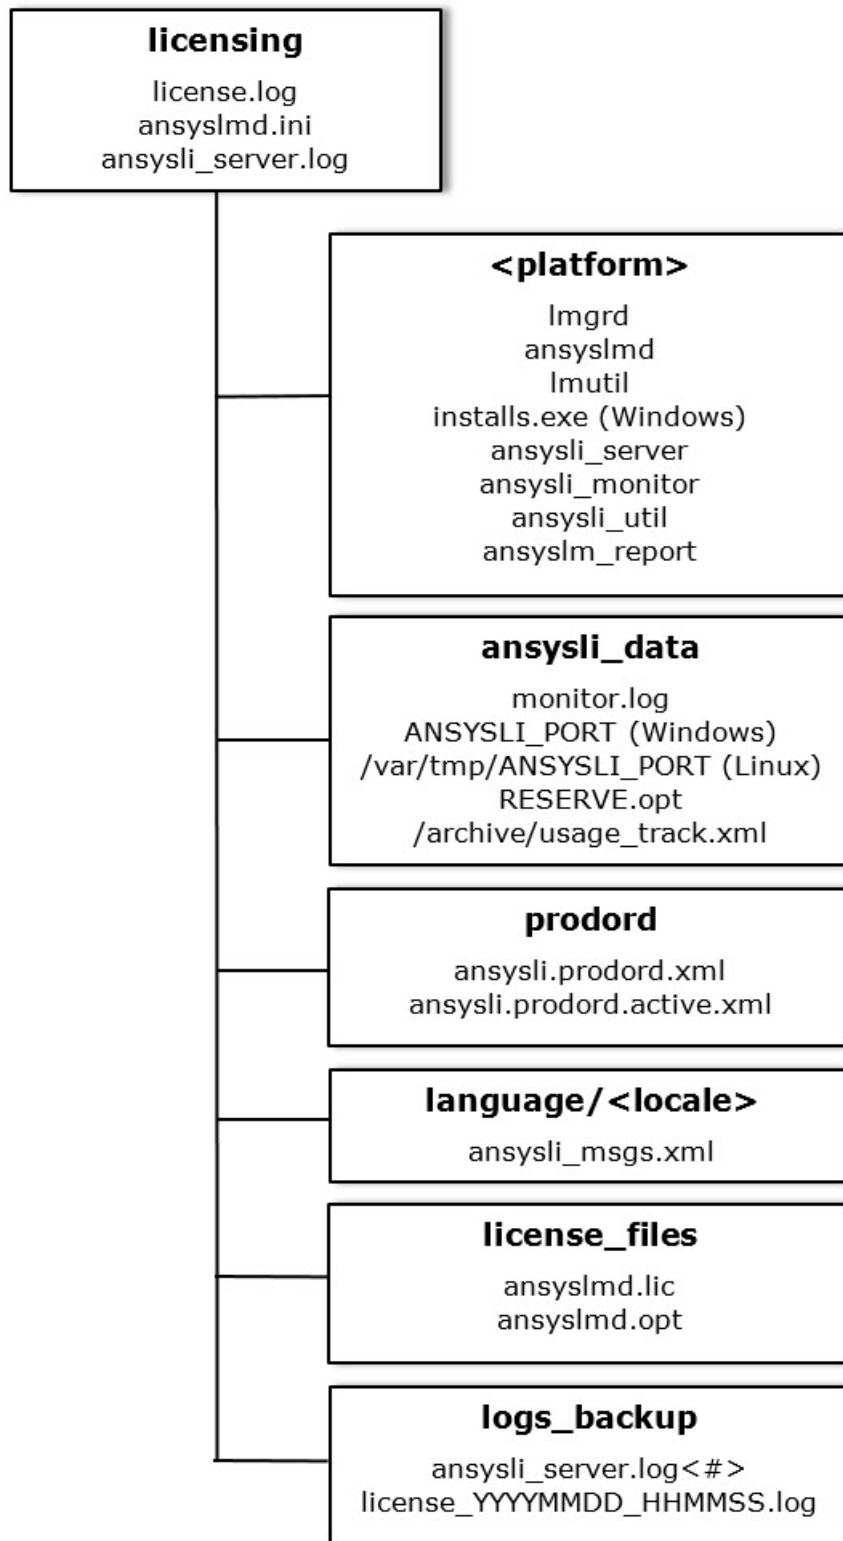 licensing
license.log
ansyslmd.ini
ansysli_server.log
<platform>
lmgrd
ansyslmd
lmutil
installs.exe (Windows)
ansysli_server
ansysli_monitor
ansysli_util
ansyslm_report
ansysli_data
monitor.log
ANSYSLI_PORT (Windows)
/var/tmp/ANSYSLI_PORT (Linux)
RESERVE.opt
/archive/usage_track.xml
prodord
ansysli.prodord.xml
ansysli.prodord.active.xml
language/<locale>
ansysli_msgs.xml
license_files
ansyslmd.lic
ansyslmd.opt
logs_backup
ansysli_server.log<#>
license_YYYYMMDD_HHMMSS.log